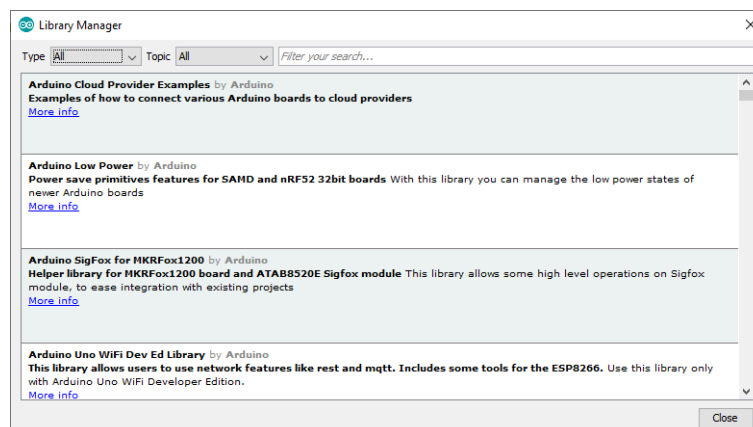 Library Manager
Type All Topic All Filter your search...
Arduino Cloud Provider Examples by Arduino
Examples of how to connect various Arduino boards to cloud providers
More info
Arduino Low Power by Arduino
Power save primitives features for SAMD and nRF52 32bit boards With this library you can manage the low power states of
newer Arduino boards
More info
Arduino SigFox for MKRFox1200 by Arduino
Helper library for MKRFox1200 board and ATAB8520E Sigfox module This library allows some high level operations on Sigfox
module, to ease integration with existing projects
More info
Arduino Uno WiFi Dev Ed Library by Arduino
This library allows users to use network features like rest and mqtt. Includes some tools for the ESP8266. Use this library only
with Arduino Uno WiFi Developer Edition.
More info
Close